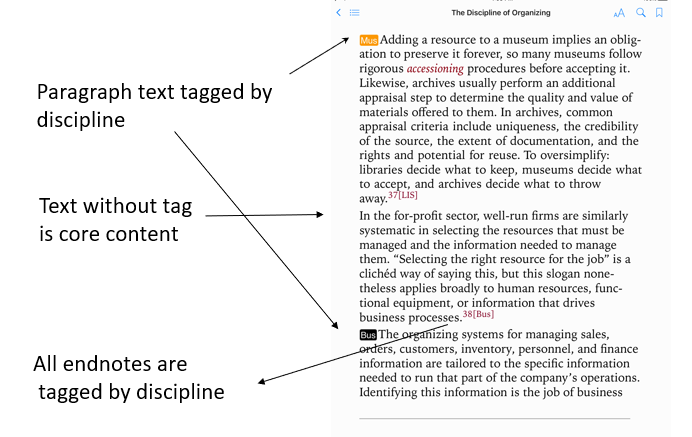 The Discipline of Organizing
AA
Mus Adding a resource to a museum implies an oblig-
ation to preserve it forever, so many museums follow
rigorous accessioning procedures before accepting it.
Likewise, archives usually perform an additional
appraisal step to determine the quality and value of
materials offered to them. In archives, common
appraisal criteria include uniqueness, the credibility
of the source, the extent of documentation, and the
rights and potential for reuse. To oversimplify:
libraries decide what to keep, museums decide what
to accept, and archives decide what to throw
away.37[LIS]
In the for-profit sector, well-run firms are similarly
systematic in selecting the resources that must be
managed and the information needed to manage
them. “Selecting the right resource for the job” is a
clichéd way of saying this, but this slogan none-
theless applies broadly to human resources, func-
tional equipment, or information that drives
business processes.38[Bus]
Bus The organizing systems for managing sales,
orders, customers, inventory, personnel, and finance
information are tailored to the specific information
needed to run that part of the company’s operations.
Identifying this information is the job of business
Paragraph text tagged by
discipline
Text without tag
is core content
All endnotes are
tagged by discipline